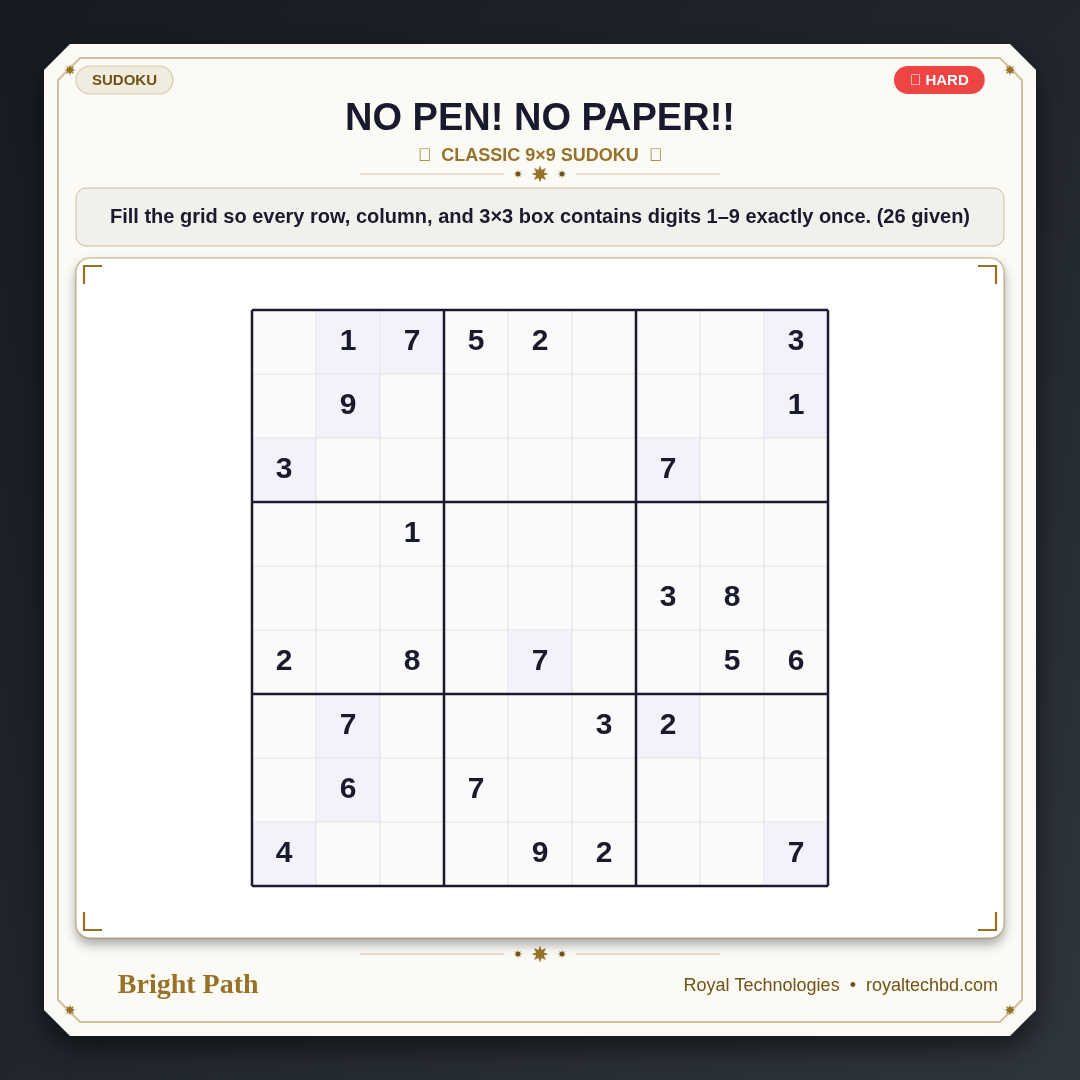 SUDOKU
HARD
NO PEN! NO PAPER!!
CLASSIC 9×9 SUDOKU
Fill the grid so every row, column, and 3×3 box contains digits 1–9 exactly once. (26 given)
1 7 5 2 3
9 1
3 7
1
3 8
2 8 7 5 6
7 3 2
6 7
4 9 2 7
Bright Path
Royal Technologies • royaltechbd.com